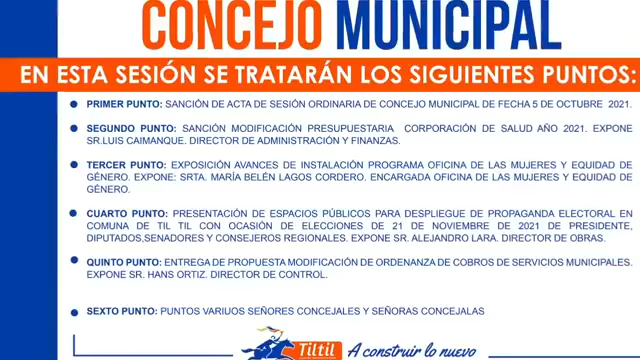 CONCEJO MUNICIPAL
EN ESTA SESIÓN SE TRATARÁN LOS SIGUIENTES PUNTOS:
PRIMER PUNTO: SANCIÓN DE ACTA DE SESIÓN ORDINARIA DE CONCEJO MUNICIPAL DE FECHA 5 DE OCTUBRE 2021.
SEGUNDO PUNTO: SANCIÓN MODIFICACIÓN PRESUPUESTARIA CORPORACIÓN DE SALUD AÑO 2021. EXPONE
SR.LUIS CAIMANQUE. DIRECTOR DE ADMINISTRACIÓN Y FINANZAS.
TERCER PUNTO: EXPOSICIÓN AVANCES DE INSTALACIÓN PROGRAMA OFICINA DE LAS MUJERES Y EQUIDAD DE
GÉNERO. EXPONE: SRTA. MARÍA BELÉN LAGOS CORDERO. ENCARGADA OFICINA DE LAS MUJERES Y EQUIDAD DE
GÉNERO.
CUARTO PUNTO: PRESENTACIÓN DE ESPACIOS PÚBLICOS PARA DESPLIEGUE DE PROPAGANDA ELECTORAL EN
COMUNA DE TIL TIL CON OCASIÓN DE ELECCIONES DE 21 DE NOVIEMBRE DE 2021 DE PRESIDENTE,
DIPUTADOS,SENADORES Y CONSEJEROS REGIONALES. EXPONE SR. ALEJANDRO LARA. DIRECTOR DE OBRAS.
QUINTO PUNTO: ENTREGA DE PROPUESTA MODIFICACIÓN DE ORDENANZA DE COBROS DE SERVICIOS MUNICIPALES.
EXPONE SR. HANS ORTIZ. DIRECTOR DE CONTROL.
SEXTO PUNTO: PUNTOS VARIUOS SEÑORES CONCEJALES Y SEÑORAS CONCEJALAS
Tiltil A construir lo nuevo